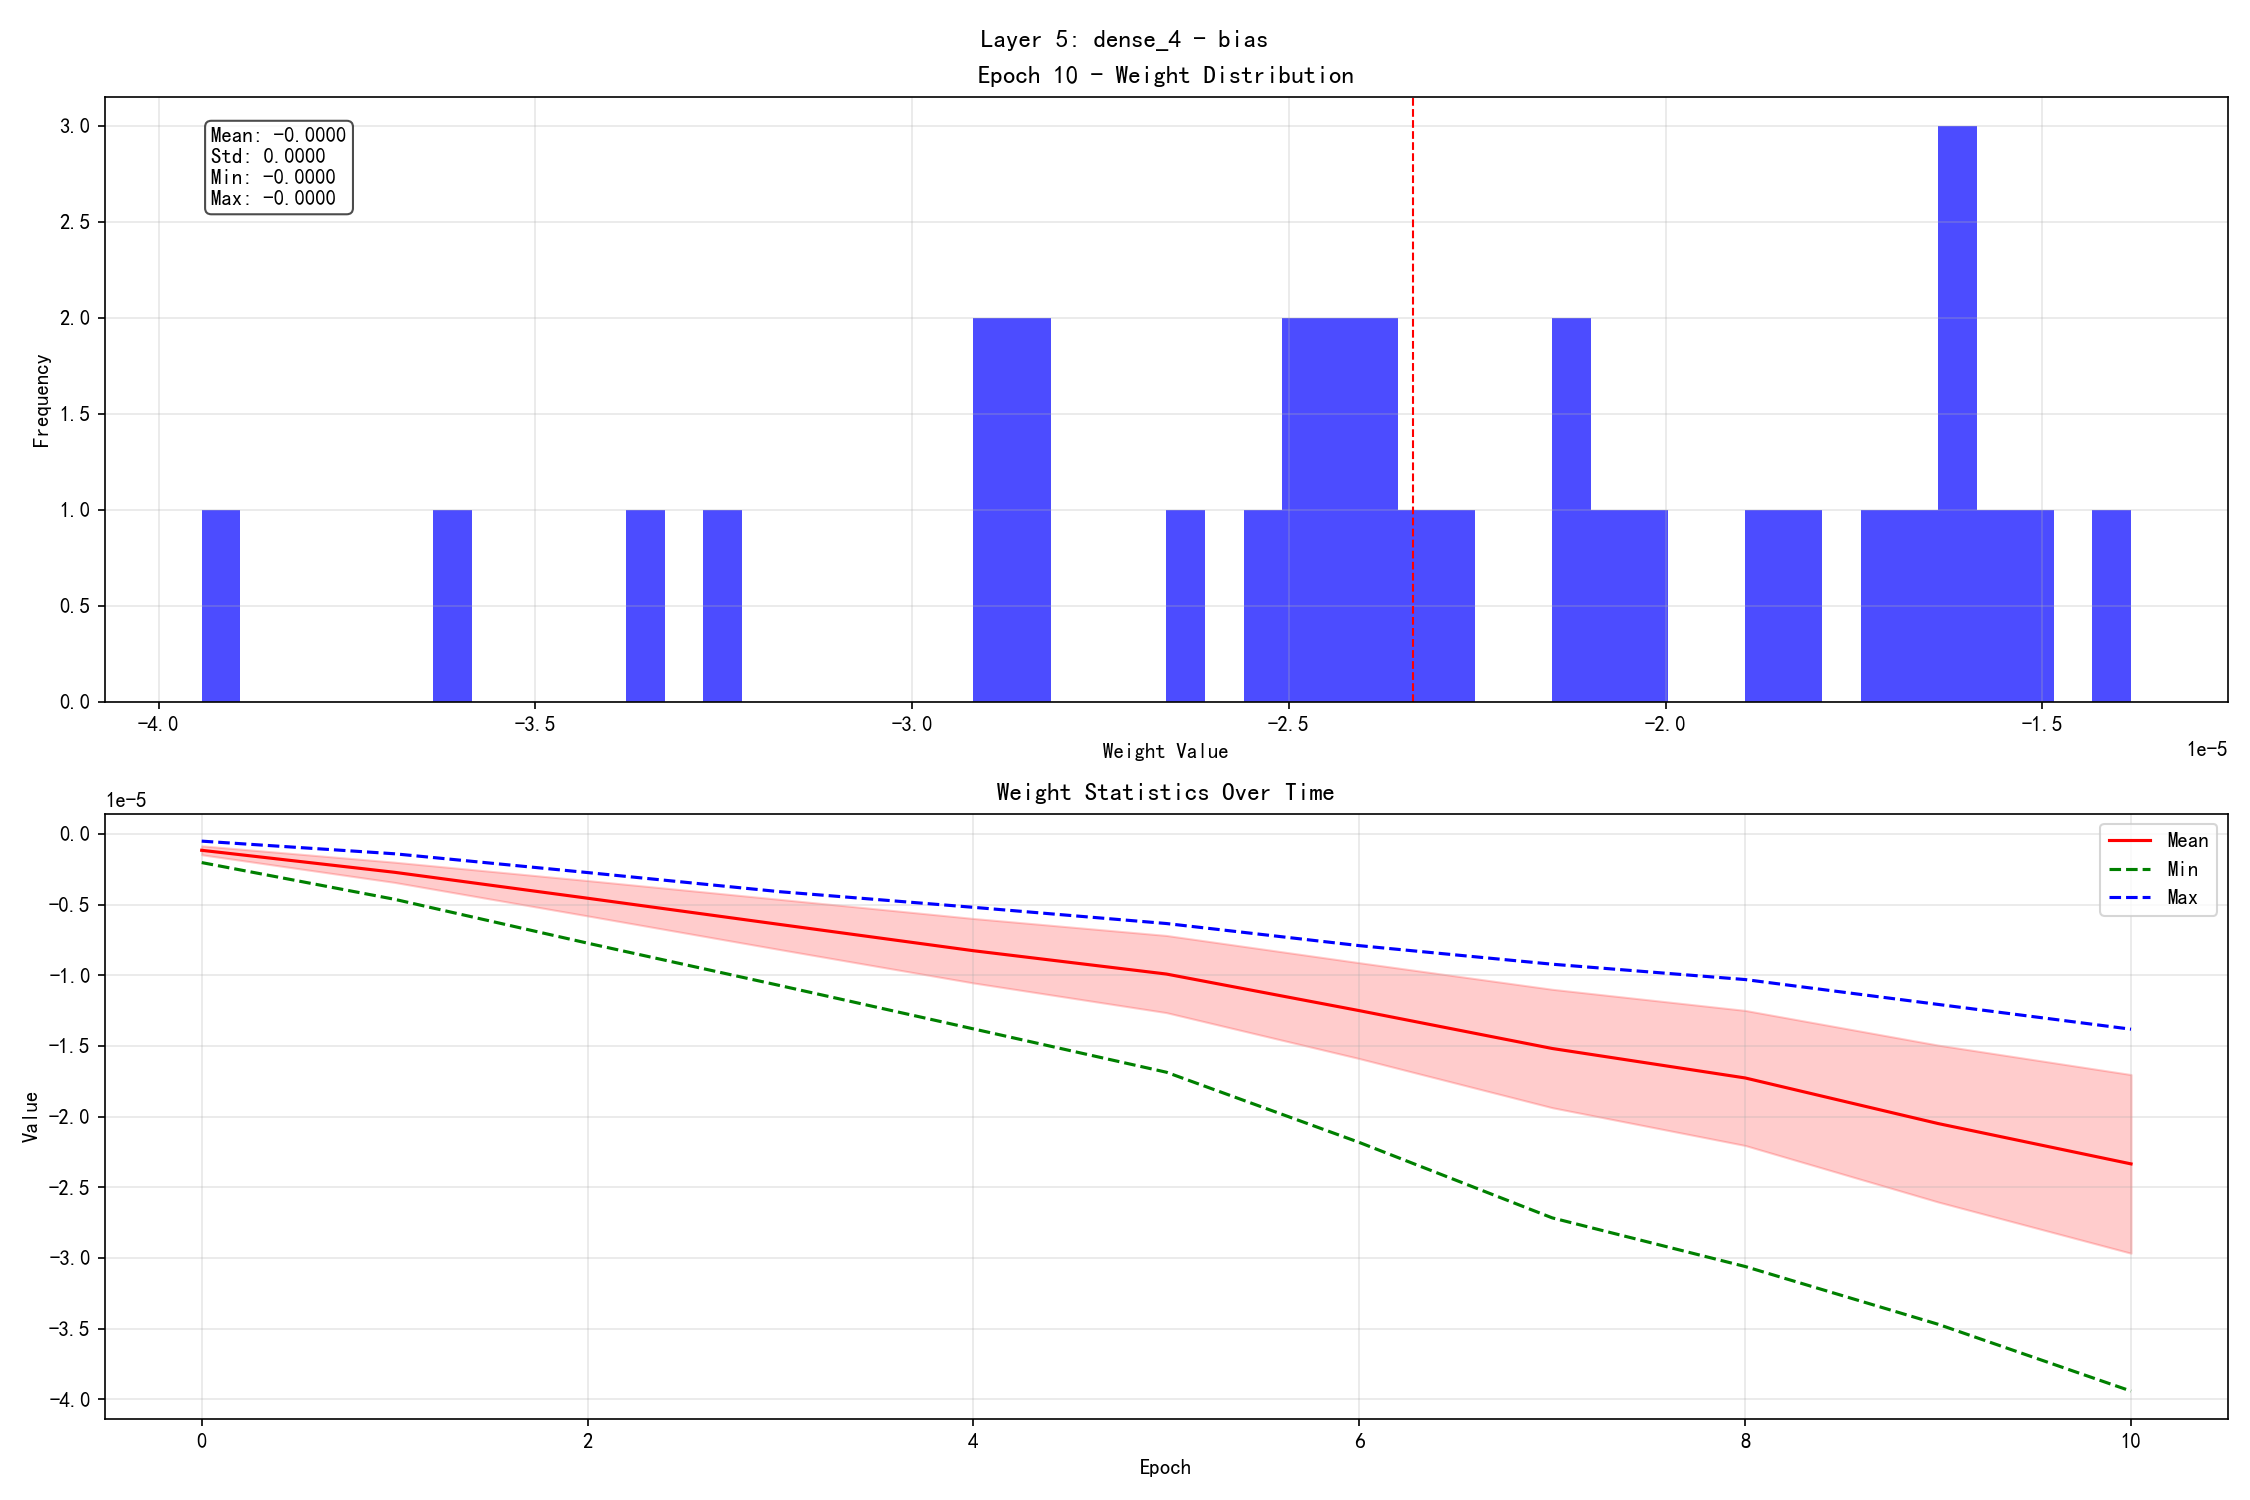 Layer 5: dense_4 - bias
Epoch 10 - Weight Distribution
Mean: -0.0000
Std: 0.0000
Min: -0.0000
Max: -0.0000
3.0
2.5
2.0
1.5
1.0
0.5
0.0
Frequency
-4.0 -3.5 -3.0 -2.5 -2.0 -1.5
1e-5
Weight Value
Weight Statistics Over Time
1e-5
0.0
-0.5
-1.0
-1.5
-2.0
-2.5
-3.0
-3.5
-4.0
Value
Mean
Min
Max
0 2 4 6 8 10
Epoch